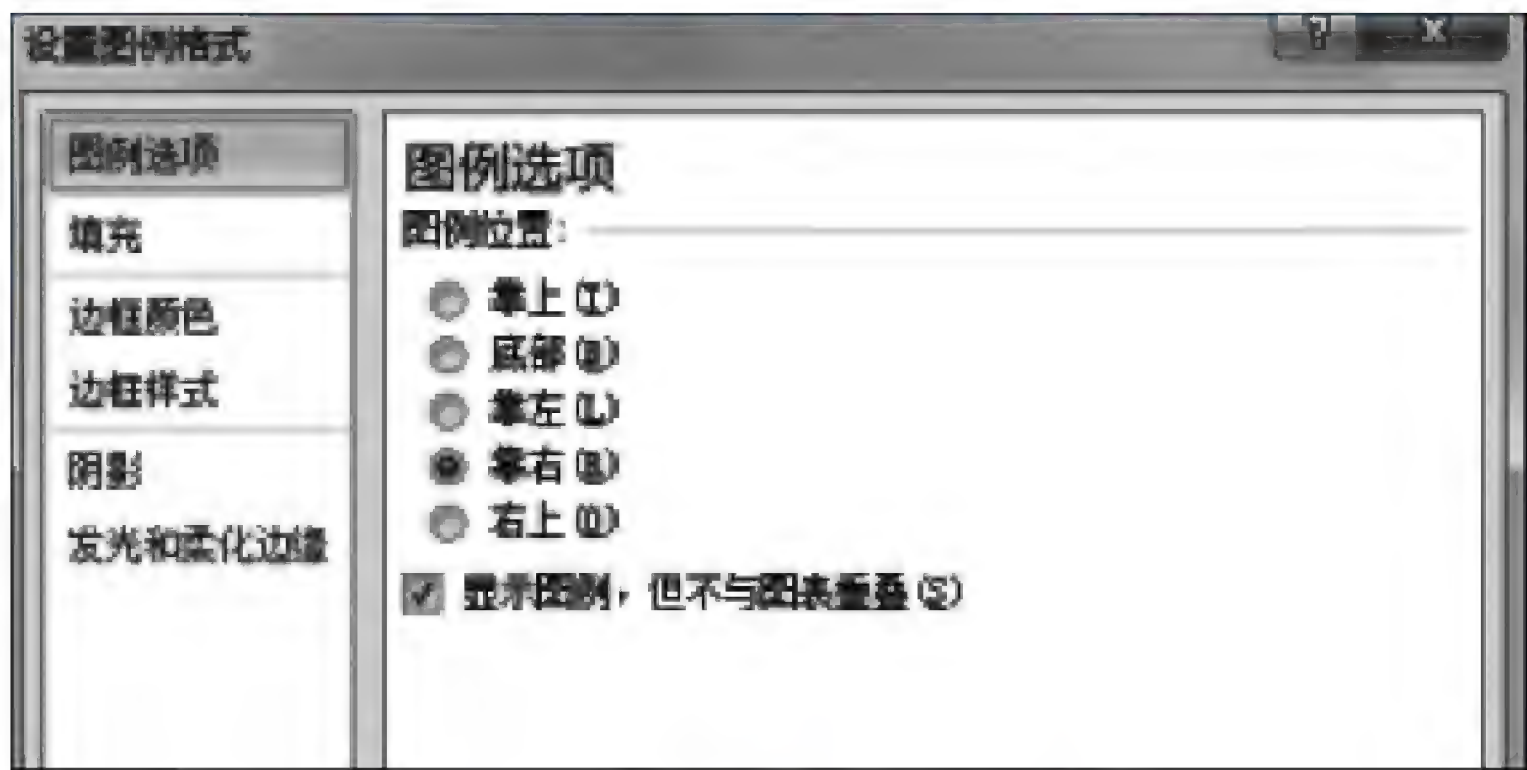 设置图例格式
图例选项
填充
边框颜色
边框样式
阴影
发光和柔化边缘
图例选项
图例位置:
靠上(T)
底部(B)
靠左(L)
靠右(R)
右上(O)
显示图例，但不与图表重叠(S)